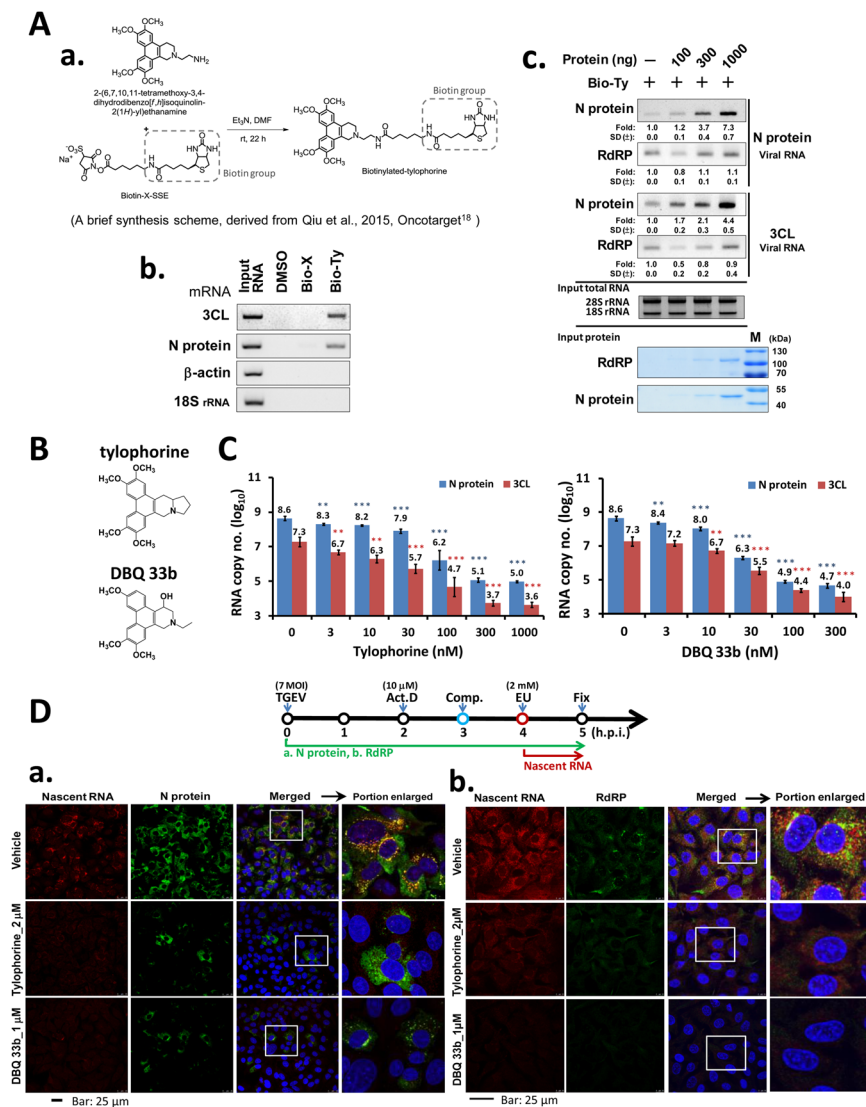 A
a.
H₃CO
OCH₃
N
NH₂
H₃CO
OCH₃
2-(6,7,10,11-tetramethoxy-3,4-
dihydrodibenzo[f,h]isoquinolin-
2(1H)-yl)ethanamine
+
Biotin group
Biotin-X-SSE
Et₃N, DMF
rt, 22 h
Biotin group
Biotinylated-tylophorine
(A brief synthesis scheme, derived from Qiu et al., 2015, Oncotarget¹⁸ )
b.
mRNA
Input RNA
DMSO
Bio-X
Bio-Ty
3CL
N protein
β-actin
18S rRNA
c.
Protein (ng) – 100 300 1000
Bio-Ty + + + +
N protein
Fold: 1.0 1.2 3.7 7.3
SD (±): 0.0 0.1 0.4 0.7
RdRP
Fold: 1.0 0.8 1.1 1.1
SD (±): 0.0 0.1 0.1 0.1
N protein
Viral RNA
N protein
Fold: 1.0 1.7 2.1 4.4
SD (±): 0.0 0.2 0.3 0.5
RdRP
Fold: 1.0 0.5 0.8 0.9
SD (±): 0.0 0.2 0.2 0.4
3CL
Viral RNA
Input total RNA
28S rRNA
18S rRNA
Input protein
M (kDa)
RdRP
130
100
70
N protein
55
40
B
tylophorine
OCH₃
H₃CO
N
H₃CO
OCH₃
DBQ 33b
OH
H₃CO
N
H₃CO
OCH₃
C
RNA copy no. (log₁₀)
11
9
7
5
3
N protein 3CL
8.6 7.3
** 8.3 ** 6.7
*** 8.2 ** 6.3
*** 7.9 *** 5.7
*** 6.2 *** 4.7
*** 5.1 *** 3.7
*** 5.0 *** 3.6
0 3 10 30 100 300 1000
Tylophorine (nM)
RNA copy no. (log₁₀)
11
9
7
5
3
N protein 3CL
8.6 7.3
** 8.4 7.2
*** 8.0 ** 6.7
*** 6.3 *** 5.5
*** 4.9 *** 4.4
*** 4.7 *** 4.0
0 3 10 30 100 300
DBQ 33b (nM)
D
(7 MOI) (10 μM) (2 mM)
TGEV Act.D Comp. EU Fix
0 1 2 3 4 5 (h.p.i.)
a. N protein, b. RdRP
Nascent RNA
a.
Nascent RNA N protein Merged Portion enlarged
Vehicle
Tylophorine_2 μM
DBQ 33b_1 μM
Bar: 25 μm
b.
Nascent RNA RdRP Merged Portion enlarged
Vehicle
Tylophorine_2μM
DBQ 33b_1μM
Bar: 25 μm